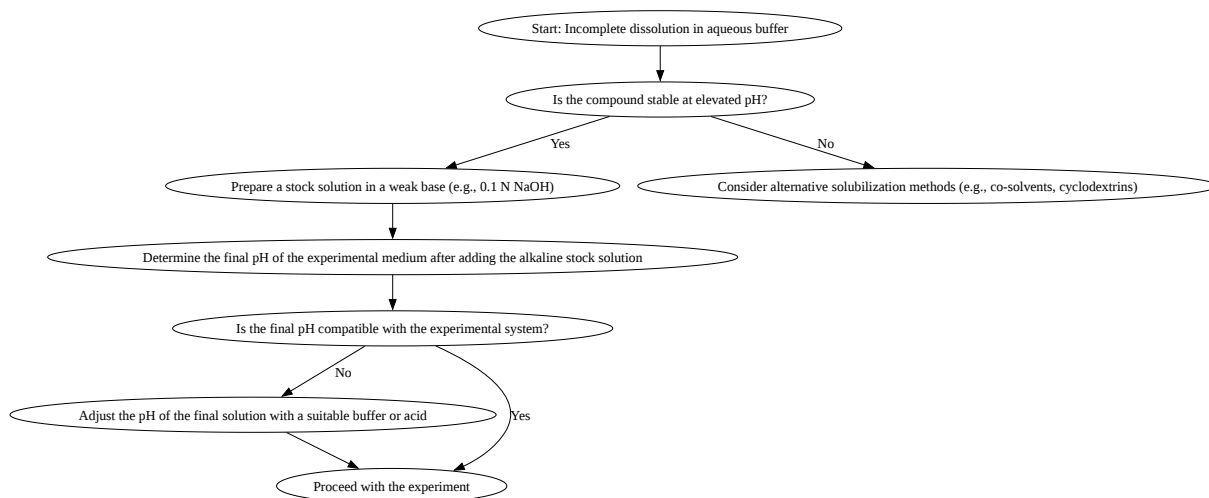 Start: Incomplete dissolution in aqueous buffer
Is the compound stable at elevated pH?
Yes
No
Prepare a stock solution in a weak base (e.g., 0.1 N NaOH)
Consider alternative solubilization methods (e.g., co-solvents, cyclodextrins)
Determine the final pH of the experimental medium after adding the alkaline stock solution
Is the final pH compatible with the experimental system?
No
Adjust the pH of the final solution with a suitable buffer or acid
Yes
Proceed with the experiment